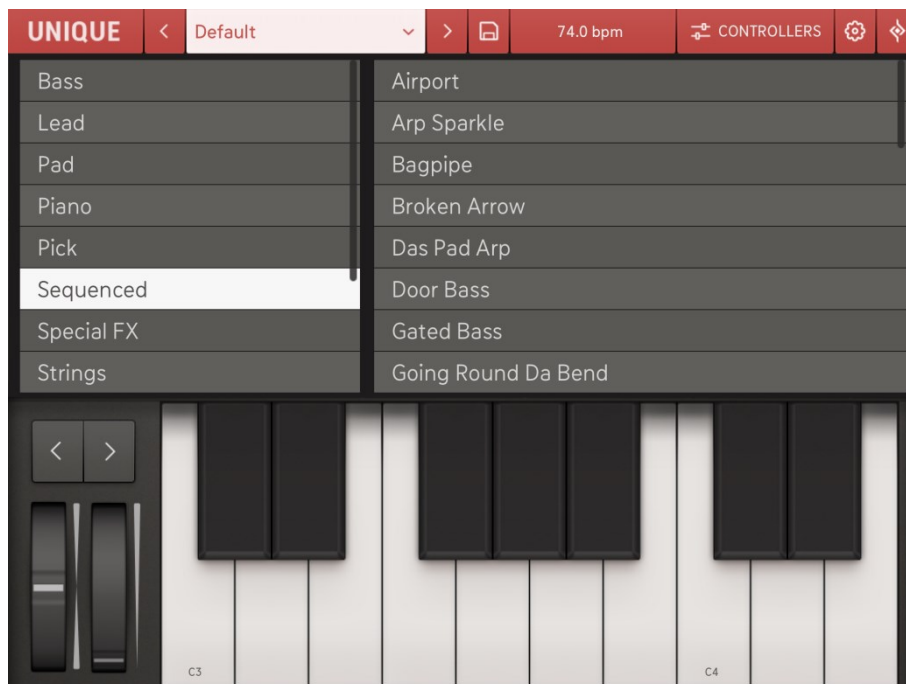 UNIQUE Default 74.0 bpm CONTROLLERS
Bass
Lead
Pad
Piano
Pick
Sequenced
Special FX
Strings
Airport
Arp Sparkle
Bagpipe
Broken Arrow
Das Pad Arp
Door Bass
Gated Bass
Going Round Da Bend
C3 C4